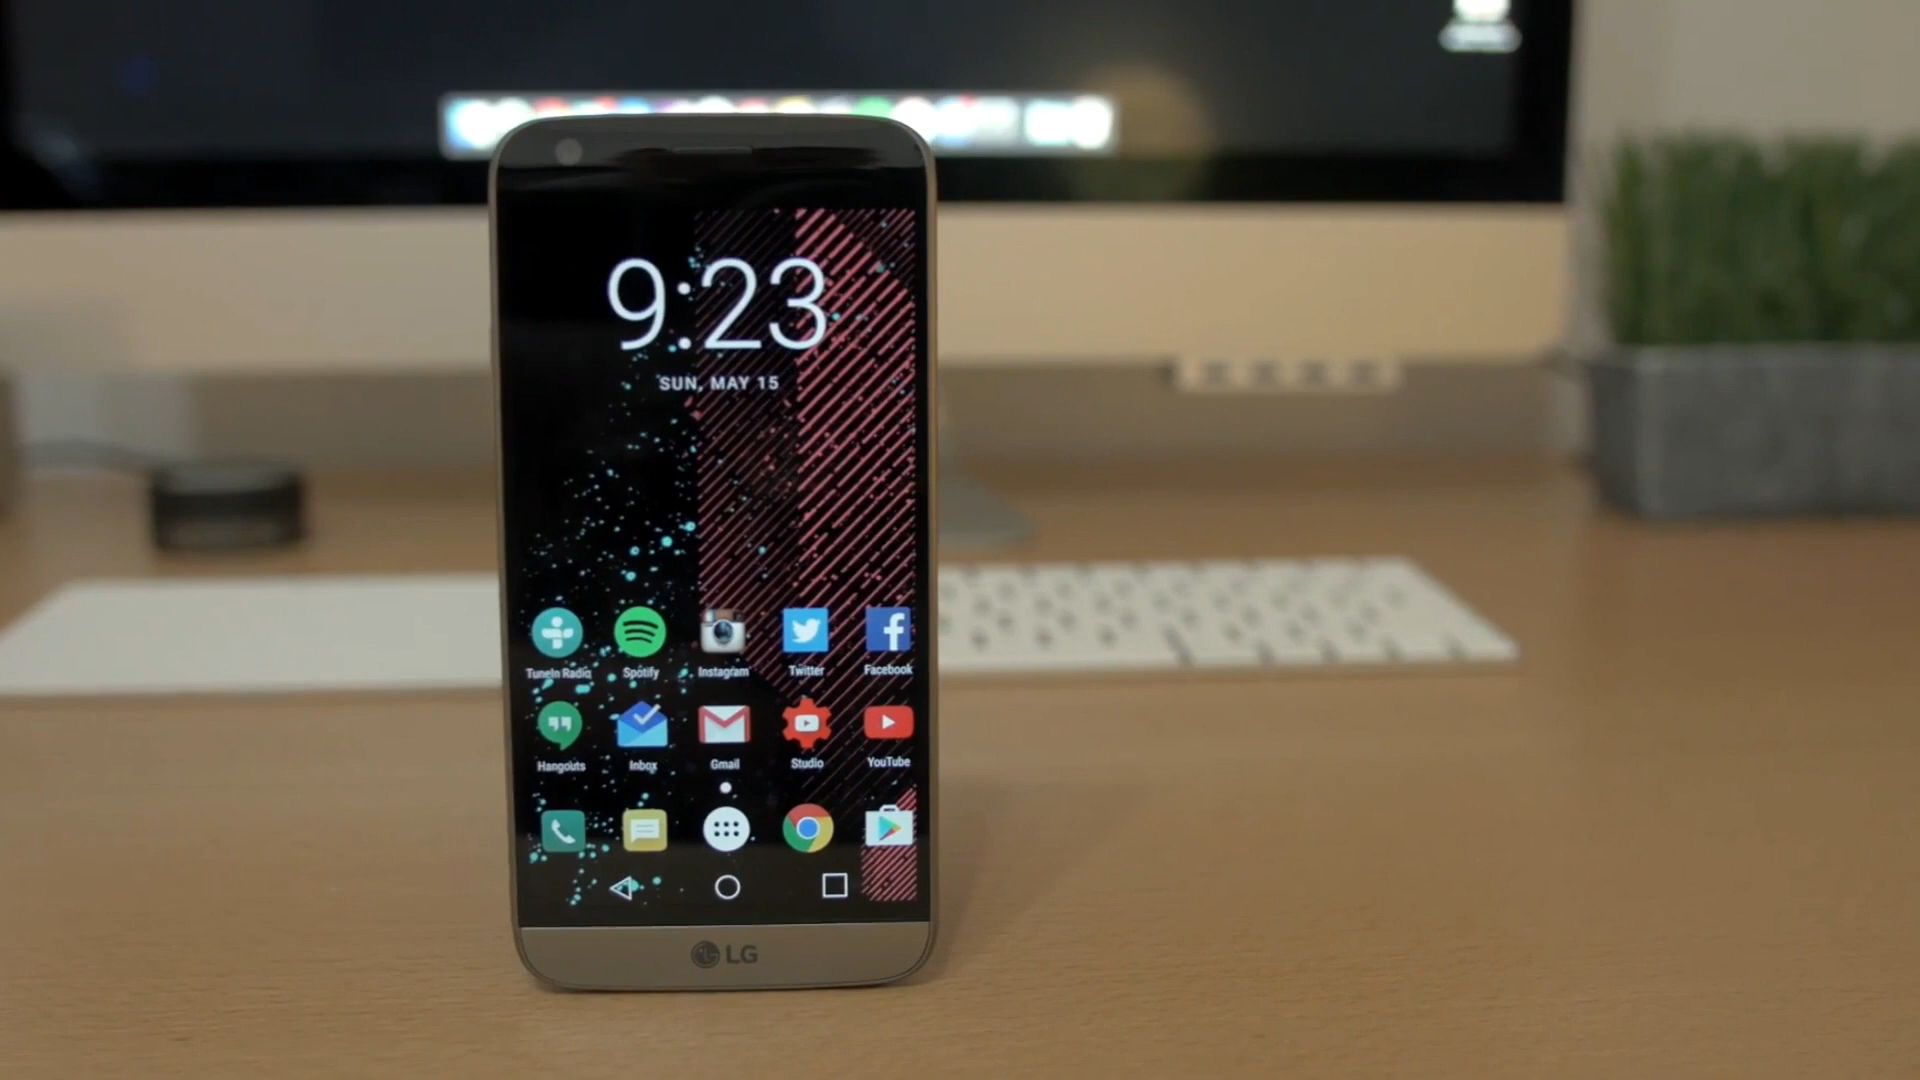 9:23
SUN, MAY 15
TuneIn Radio
Spotify
Instagram
Twitter
Facebook
Hangouts
Inbox
Gmail
Studio
YouTube
LG